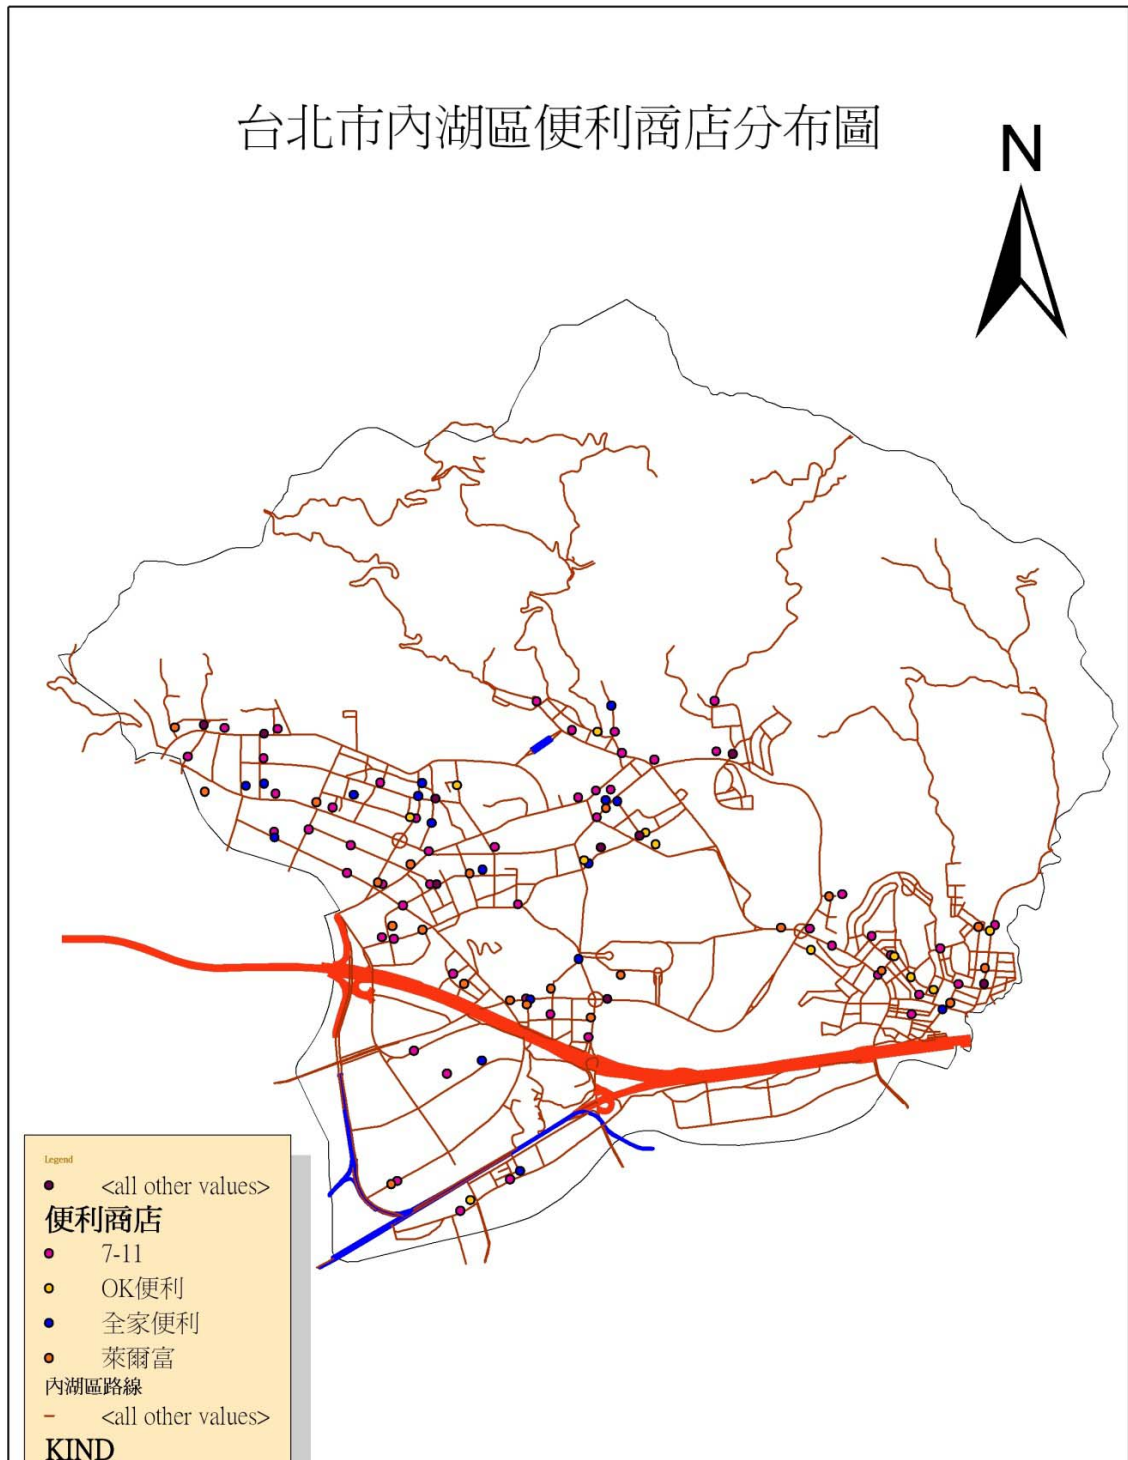 台北市內湖區便利商店分布圖
N
Legend
<all other values>
便利商店
7-11
OK便利
全家便利
萊爾富
內湖區路線
<all other values>
KIND